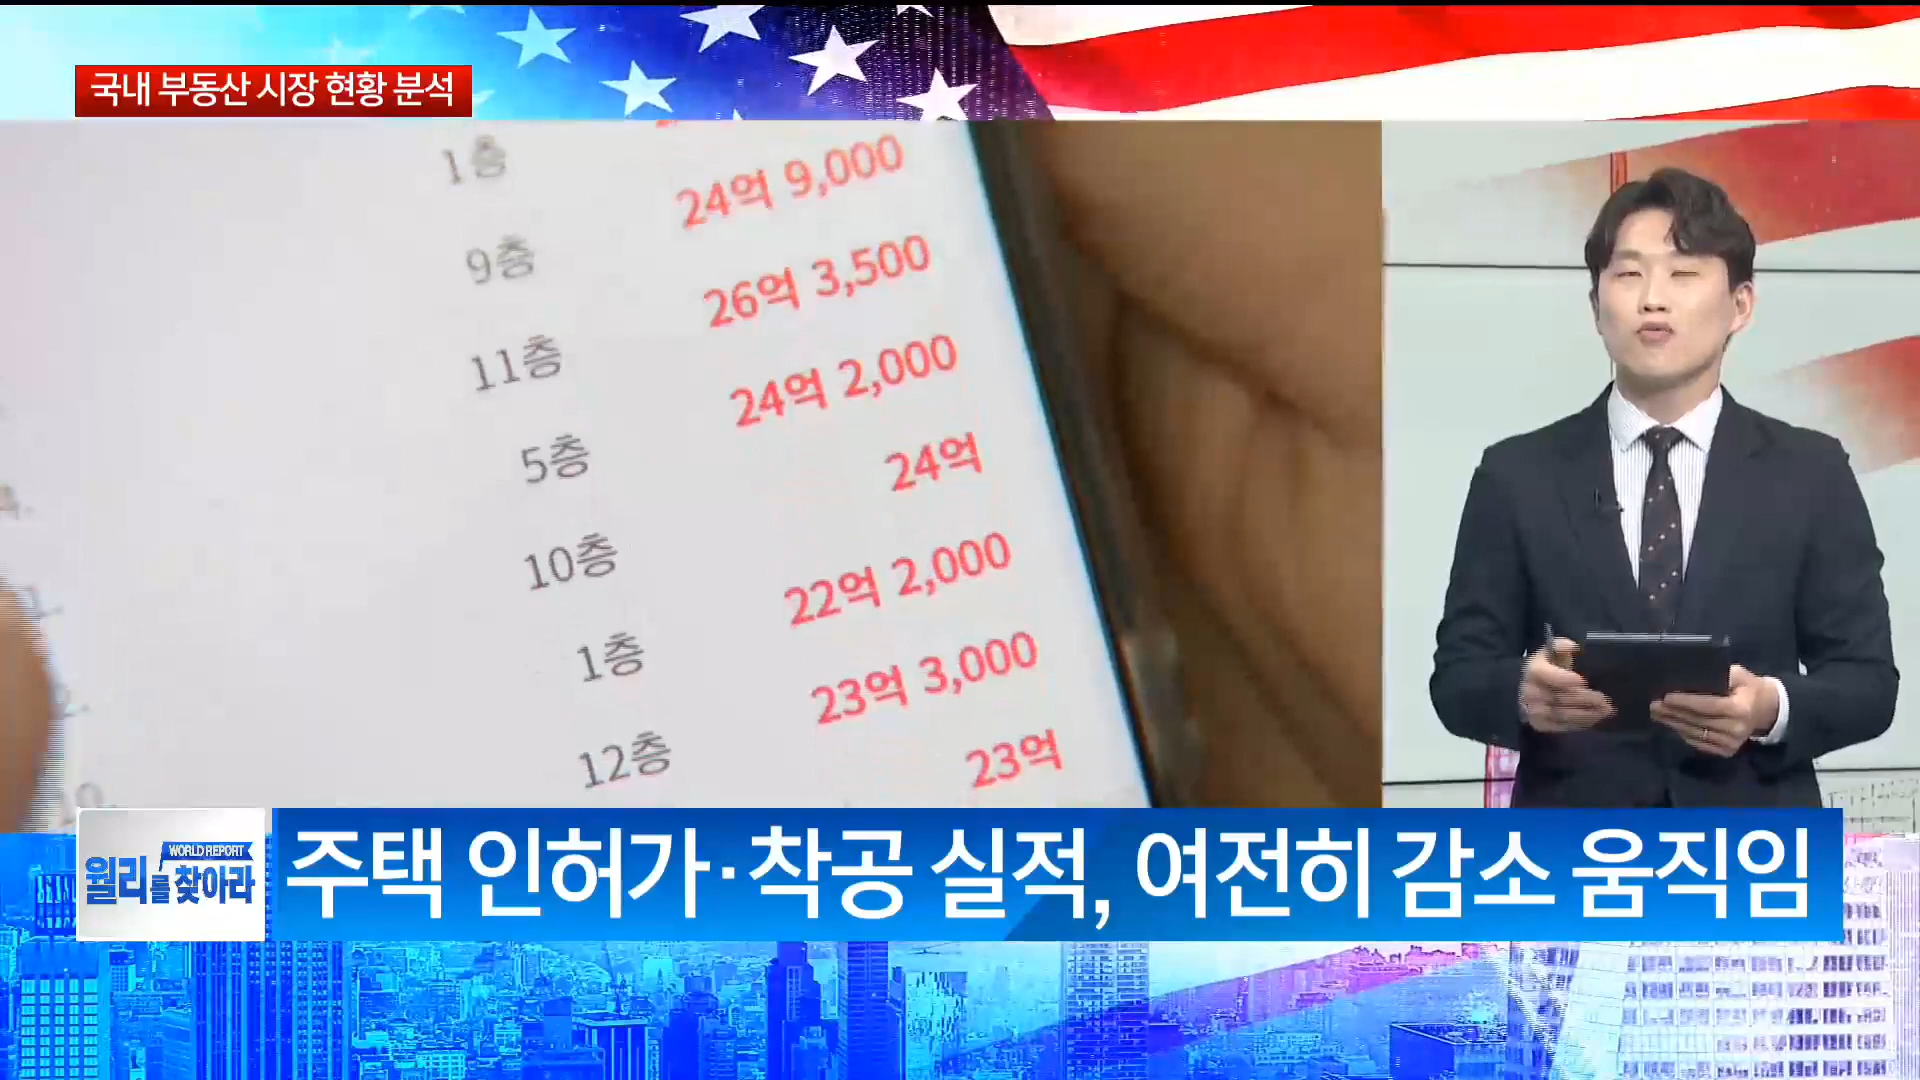 국내 부동산 시장 현황 분석
1층
24억 9,000
9층
26억 3,500
11층
24억 2,000
5층
24억
10층
22억 2,000
1층
23억 3,000
12층
23억
WORLD REPORT
월리를 찾아라
주택 인허가·착공 실적, 여전히 감소 움직임